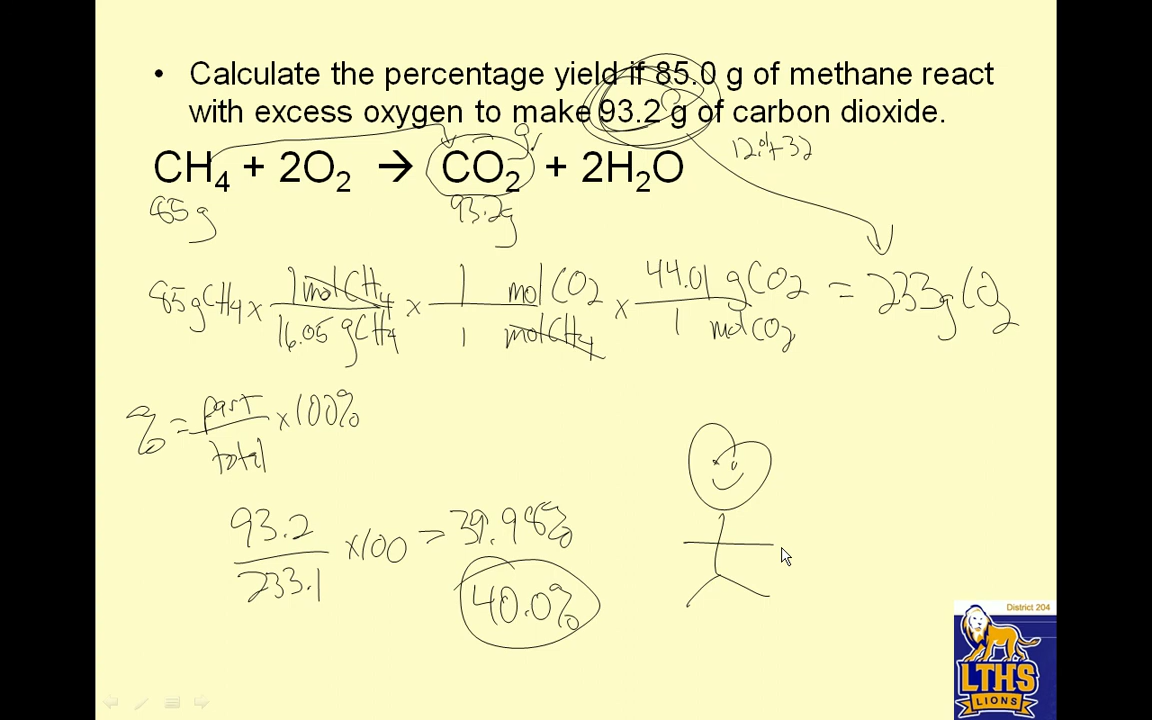 • Calculate the percentage yield if 85.0 g of methane react
with excess oxygen to make 93.2 g of carbon dioxide.
12.01+32
CH₄ + 2O₂ → CO₂ + 2H₂O
85 g 93.2g
85gCH4 x 1molCH4/16.05 gCH4 x 1 molCO2/1 molCH4 x 44.01 gCO2/1 molCO2 = 233gCO2
% = part/total x 100%
93.2/233.1 x100 = 39.98%
40.0%
District 204
LTHS
LIONS